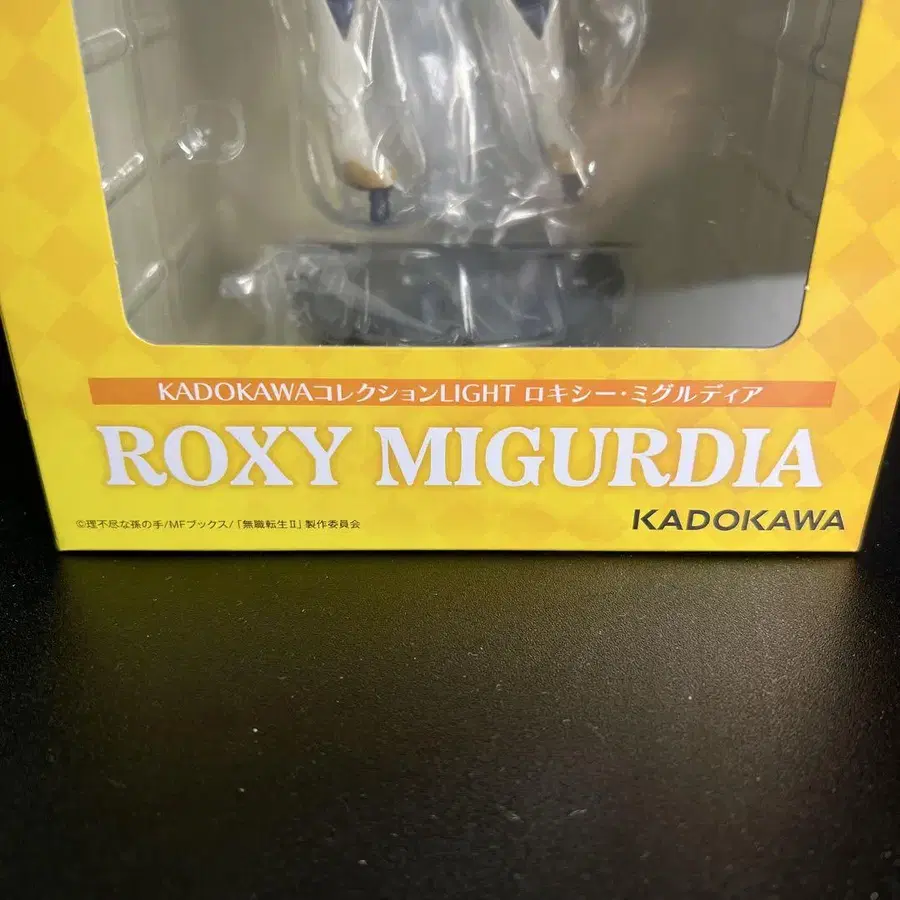 KADOKAWAコレクションLIGHT ロキシー・ミグルディア
ROXY MIGURDIA
©理不尽な孫の手/MFブックス/「無職転生Ⅱ」製作委員会
KADOKAWA